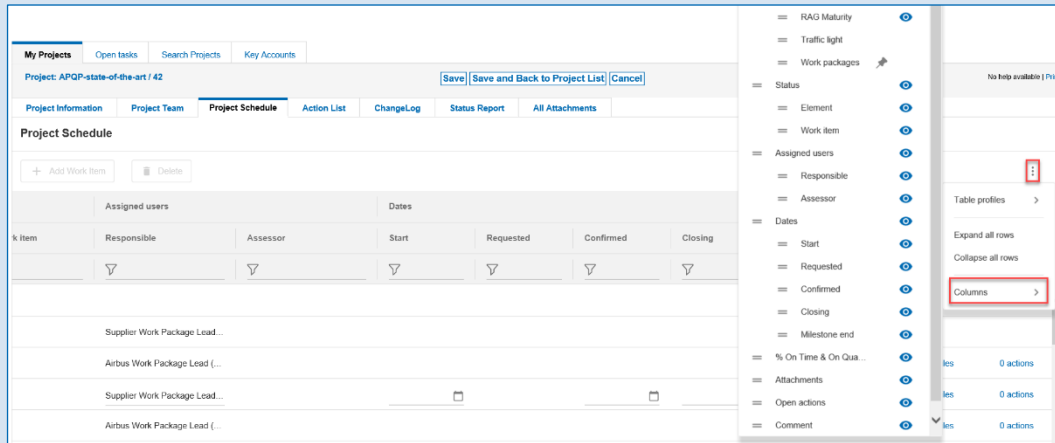 RAG Maturity
Traffic light
My Projects Open tasks Search Projects Key Accounts
Work packages
Project: APQP-state-of-the-art / 42 Save Save and Back to Project List Cancel No help available | Pri
Status
Project Information Project Team Project Schedule Action List ChangeLog Status Report All Attachments
Element
Project Schedule
Work item
Assigned users
+ Add Work Item Delete
Responsible
Assessor
Table profiles >
Assigned users Dates
Dates
k item Responsible Assessor Start Requested Confirmed Closing
Start
Expand all rows
Collapse all rows
Requested
Confirmed
Columns >
Closing
Supplier Work Package Lead...
Milestone end
Airbus Work Package Lead (...
% On Time & On Qua...
les 0 actions
Attachments
Supplier Work Package Lead...
les 0 actions
Open actions
Airbus Work Package Lead (...
Comment
les 0 actions